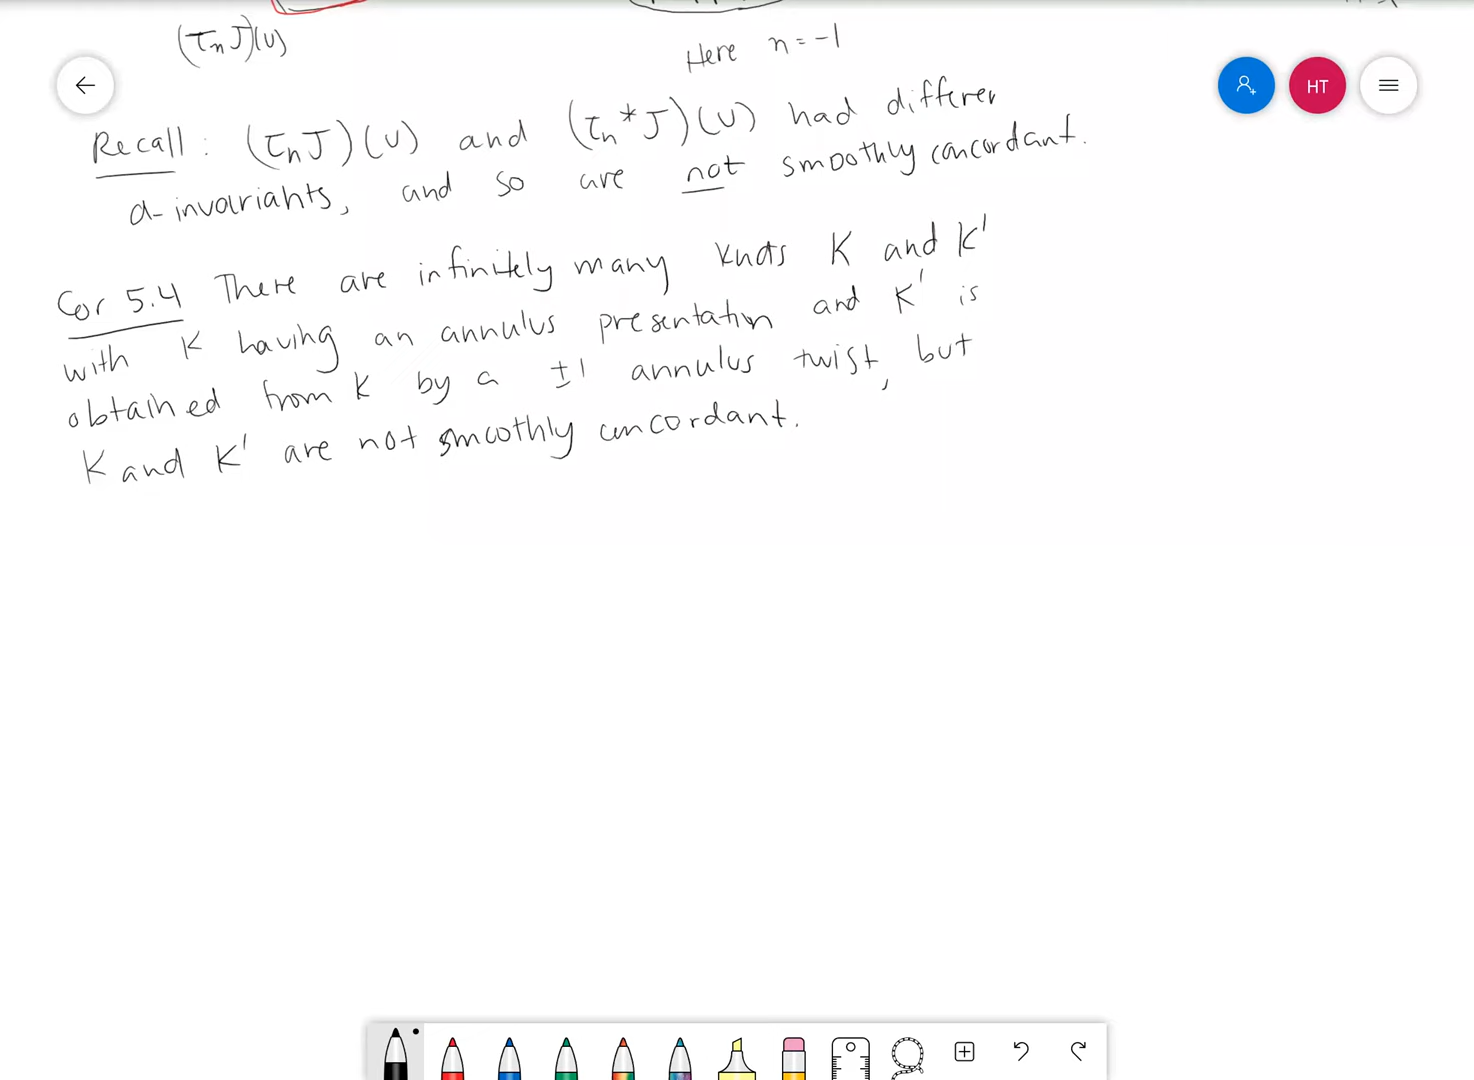 (τₙJ)(U)
Here n = -1
HT
Recall : (τₙJ)(U) and (τₙ*J)(U) had differen
d-invariants, and so are not smoothly concordant.
Cor 5.4 There are infinitely many knots K and K'
with K having an annulus presentation and K' is
obtained from K by a ±1 annulus twist, but
K and K' are not smoothly concordant.